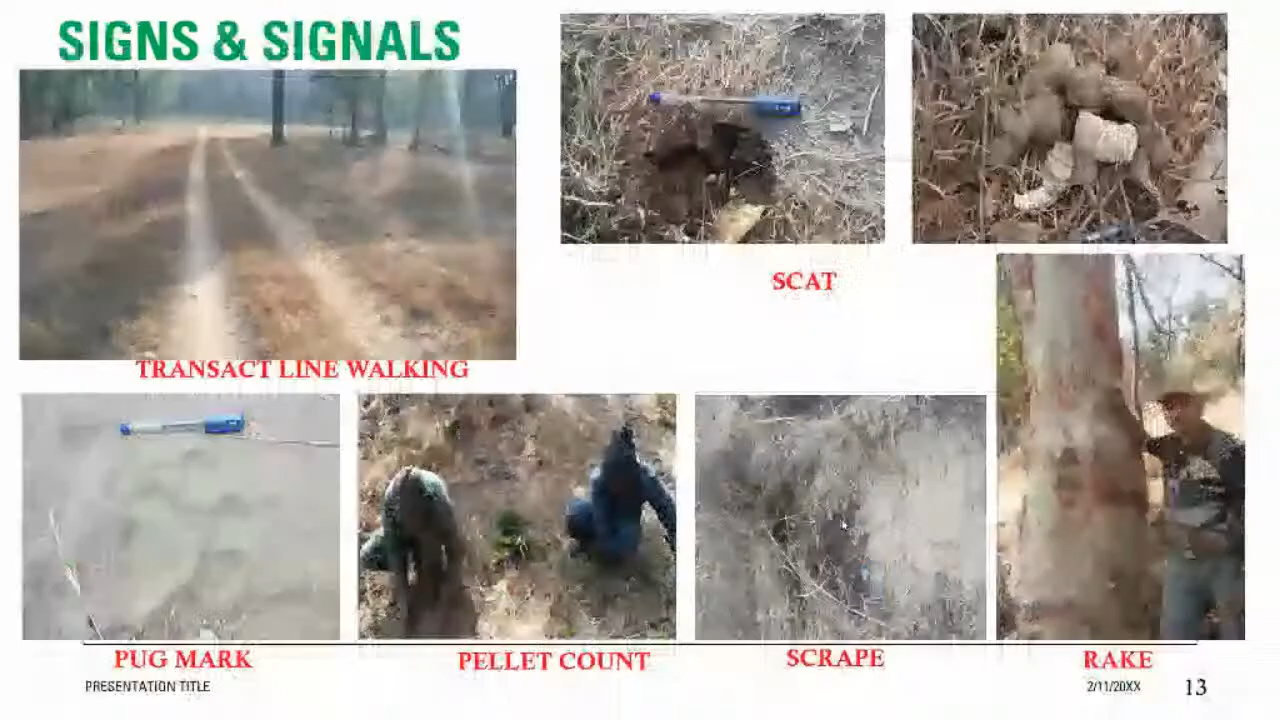 SIGNS & SIGNALS
SCAT
TRANSACT LINE WALKING
PUG MARK
PELLET COUNT
SCRAPE
RAKE
PRESENTATION TITLE
2/11/20XX
13